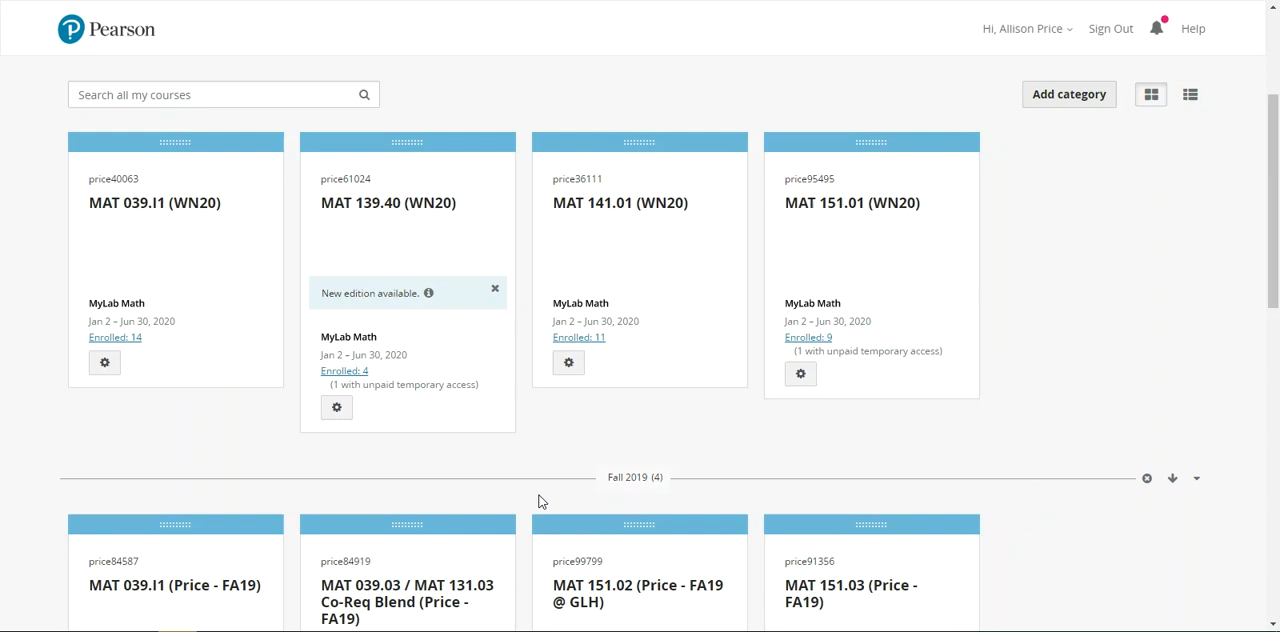 Pearson
Hi, Allison Price
Sign Out
Help
Search all my courses
Add category
price40063
MAT 039.I1 (WN20)
MyLab Math
Jan 2 – Jun 30, 2020
Enrolled: 14
price61024
MAT 139.40 (WN20)
New edition available.
MyLab Math
Jan 2 – Jun 30, 2020
Enrolled: 4
(1 with unpaid temporary access)
price36111
MAT 141.01 (WN20)
MyLab Math
Jan 2 – Jun 30, 2020
Enrolled: 11
price95495
MAT 151.01 (WN20)
MyLab Math
Jan 2 – Jun 30, 2020
Enrolled: 9
(1 with unpaid temporary access)
Fall 2019 (4)
price84587
MAT 039.I1 (Price - FA19)
price84919
MAT 039.03 / MAT 131.03
Co-Req Blend (Price -
FA19)
price99799
MAT 151.02 (Price - FA19
@ GLH)
price91356
MAT 151.03 (Price -
FA19)